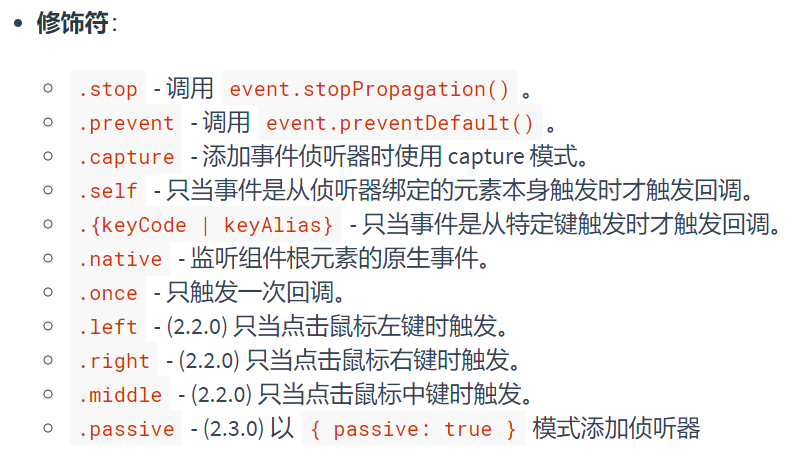 修饰符：
.stop - 调用 event.stopPropagation() 。
.prevent - 调用 event.preventDefault() 。
.capture - 添加事件侦听器时使用 capture 模式。
.self - 只当事件是从侦听器绑定的元素本身触发时才触发回调。
.{keyCode | keyAlias} - 只当事件是从特定键触发时才触发回调。
.native - 监听组件根元素的原生事件。
.once - 只触发一次回调。
.left - (2.2.0) 只当点击鼠标左键时触发。
.right - (2.2.0) 只当点击鼠标右键时触发。
.middle - (2.2.0) 只当点击鼠标中键时触发。
.passive - (2.3.0) 以 { passive: true } 模式添加侦听器